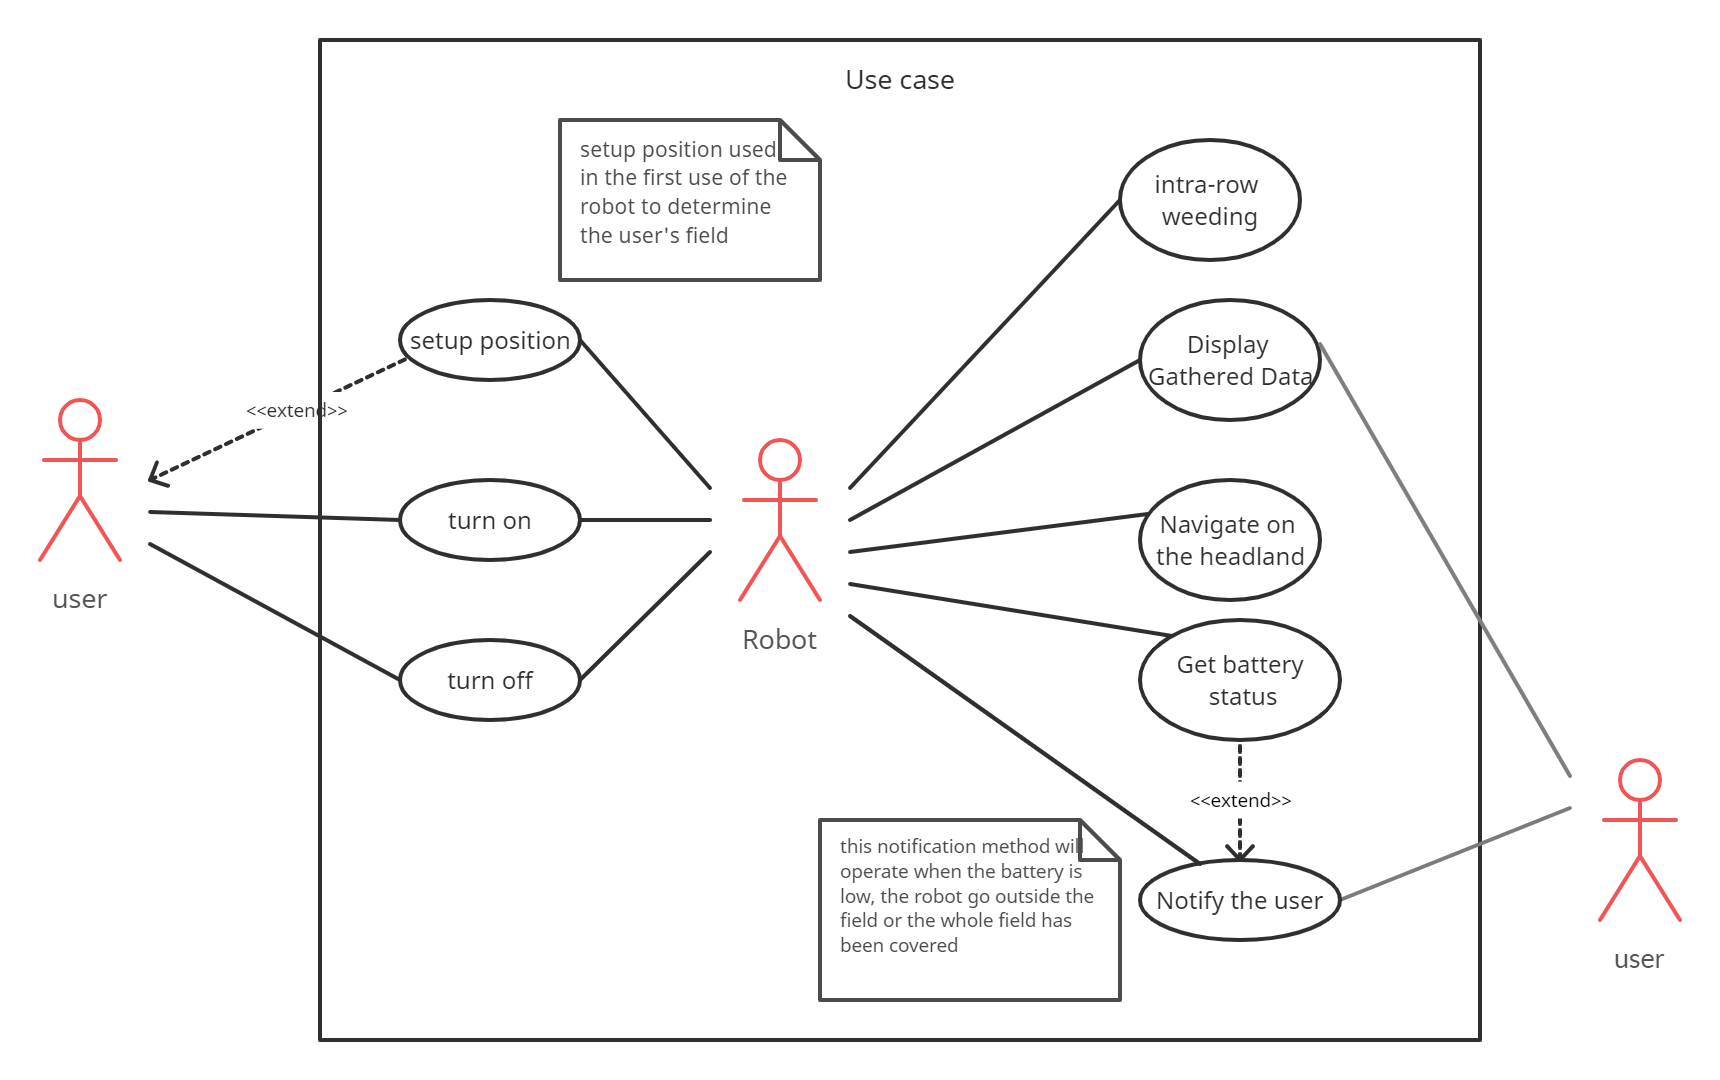 Use case
setup position used
in the first use of the
robot to determine
the user's field
intra-row
weeding
setup position
Display
Gathered Data
<<extend>>
user
turn on
Robot
Navigate on
the headland
turn off
Get battery
status
<<extend>>
this notification method will
operate when the battery is
low, the robot go outside the
field or the whole field has
been covered
Notify the user
user